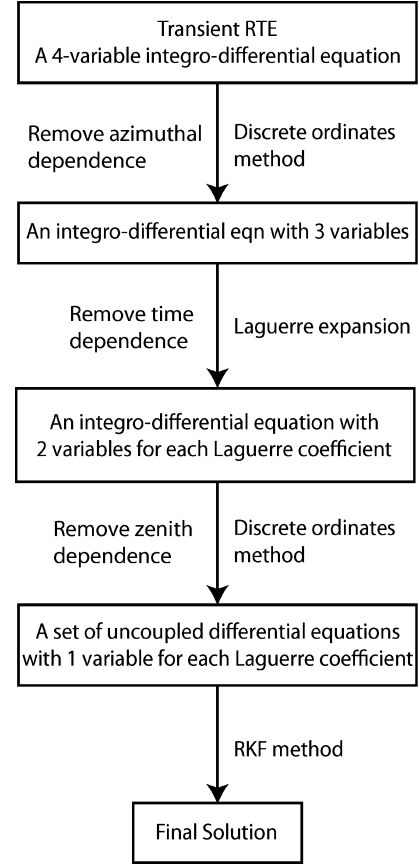 Transient RTE
A 4-variable integro-differential equation
Remove azimuthal
dependence
Discrete ordinates
method
An integro-differential eqn with 3 variables
Remove time
dependence
Laguerre expansion
An integro-differential equation with
2 variables for each Laguerre coefficient
Remove zenith
dependence
Discrete ordinates
method
A set of uncoupled differential equations
with 1 variable for each Laguerre coefficient
RKF method
Final Solution